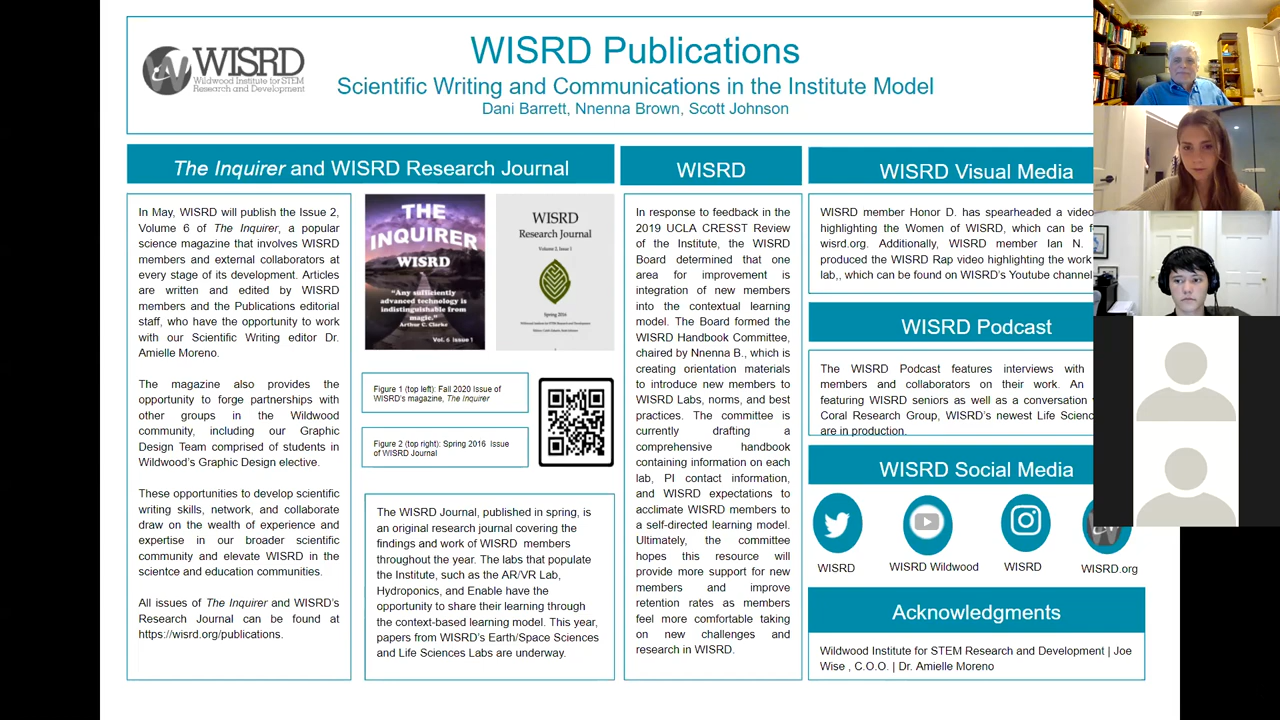 WISRD
Wildwood Institute for STEM
Research and Development
WISRD Publications
Scientific Writing and Communications in the Institute Model
Dani Barrett, Nnenna Brown, Scott Johnson
The Inquirer and WISRD Research Journal
In May, WISRD will publish the Issue 2,
Volume 6 of The Inquirer, a popular
science magazine that involves WISRD
members and external collaborators at
every stage of its development. Articles
are written and edited by WISRD
members and the Publications editorial
staff, who have the opportunity to work
with our Scientific Writing editor Dr.
Amielle Moreno.
The magazine also provides the
opportunity to forge partnerships with
other groups in the Wildwood
community, including our Graphic
Design Team comprised of students in
Wildwood's Graphic Design elective.
These opportunities to develop scientific
writing skills, network, and collaborate
draw on the wealth of experience and
expertise in our broader scientific
community and elevate WISRD in the
scientce and education communities.
All issues of The Inquirer and WISRD's
Research Journal can be found at
https://wisrd.org/publications.
THE
INQUIRER
WISRD
"Any sufficiently
advanced technology is
indistinguishable from
magic."
Arthur C. Clarke
Vol. 6 Issue 1
WISRD
Research Journal
Volume 2, Issue 1
Spring 2016
Figure 1 (top left): Fall 2020 Issue of
WISRD's magazine, The Inquirer
Figure 2 (top right): Spring 2016 Issue
of WISRD Journal
The WISRD Journal, published in spring, is
an original research journal covering the
findings and work of WISRD members
throughout the year. The labs that populate
the Institute, such as the AR/VR Lab,
Hydroponics, and Enable have the
opportunity to share their learning through
the context-based learning model. This year,
papers from WISRD's Earth/Space Sciences
and Life Sciences Labs are underway.
WISRD
In response to feedback in the
2019 UCLA CRESST Review
of the Institute, the WISRD
Board determined that one
area for improvement is
integration of new members
into the contextual learning
model. The Board formed the
WISRD Handbook Committee,
chaired by Nnenna B., which is
creating orientation materials
to introduce new members to
WISRD Labs, norms, and best
practices. The committee is
currently drafting a
comprehensive handbook
containing information on each
lab, PI contact information,
and WISRD expectations to
acclimate WISRD members to
a self-directed learning model.
Ultimately, the committee
hopes this resource will
provide more support for new
members and improve
retention rates as members
feel more comfortable taking
on new challenges and
research in WISRD.
WISRD Visual Media
WISRD member Honor D. has spearheaded a video
highlighting the Women of WISRD, which can be
wisrd.org. Additionally, WISRD member Ian N.
produced the WISRD Rap video highlighting the work
lab,, which can be found on WISRD's Youtube channel
WISRD Podcast
The WISRD Podcast features interviews with
members and collaborators on their work. An
featuring WISRD seniors as well as a conversation
Coral Research Group, WISRD's newest Life
are in production.
WISRD Social Media
WISRD
WISRD Wildwood
WISRD
WISRD.org
Acknowledgments
Wildwood Institute for STEM Research and Development | Joe
Wise , C.O.O. | Dr. Amielle Moreno